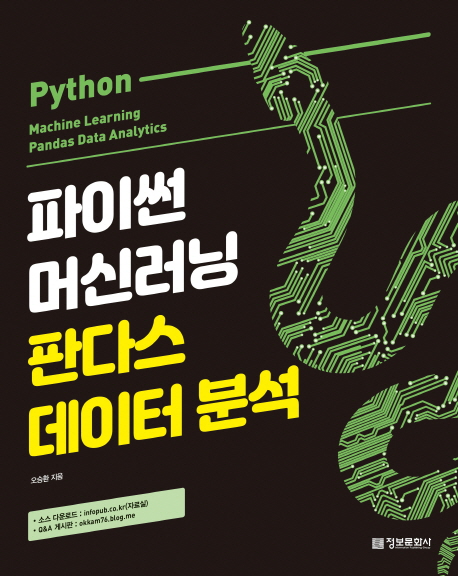 Python
Machine Learning
Pandas Data Analytics
파이썬
머신러닝
판다스
데이터 분석
오승환 지음
• 소스 다운로드 : infopub.co.kr(자료실)
• Q&A 게시판 : okkam76.blog.me
정보문화사